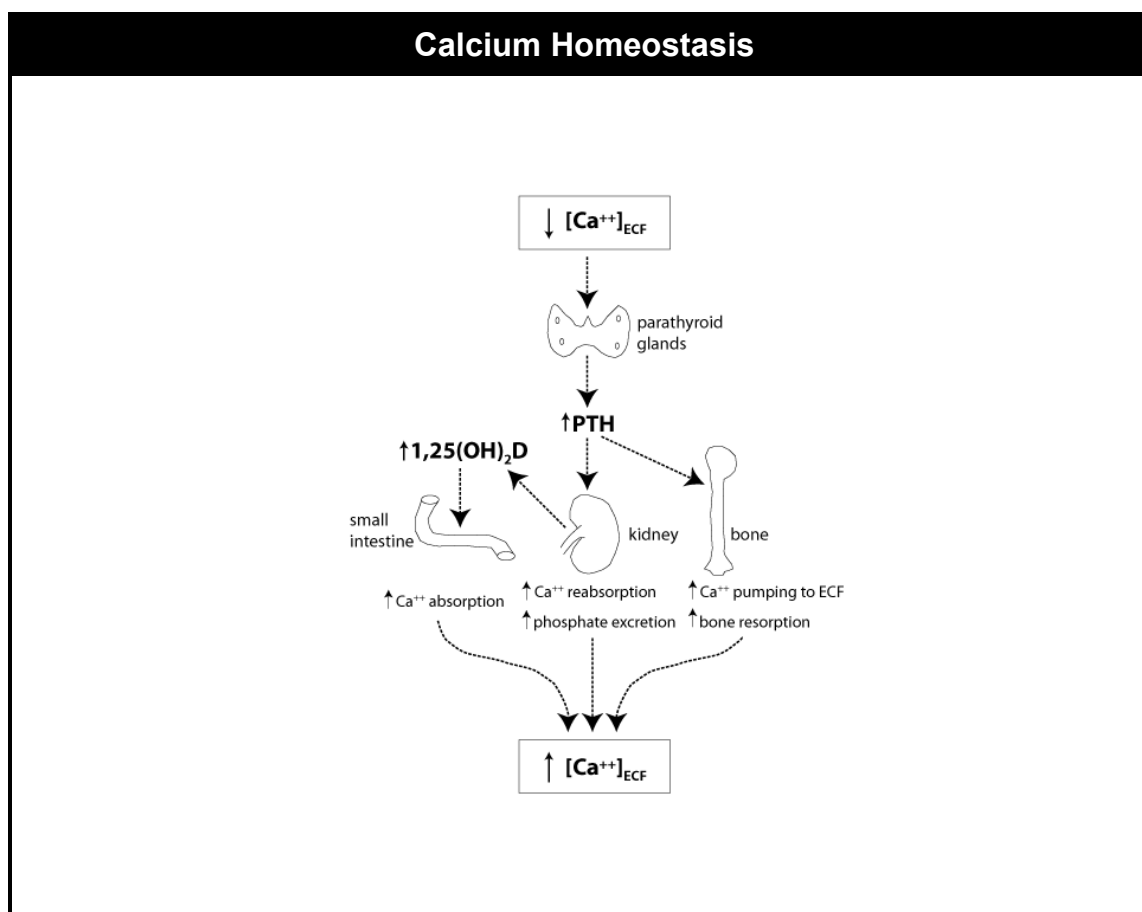 Calcium Homeostasis
↓ [Ca⁺⁺]ECF
parathyroid
glands
↑PTH
↑1,25(OH)₂D
small
intestine
kidney
bone
↑Ca⁺⁺ absorption
↑Ca⁺⁺ reabsorption
↑phosphate excretion
↑Ca⁺⁺ pumping to ECF
↑bone resorption
↑ [Ca⁺⁺]ECF